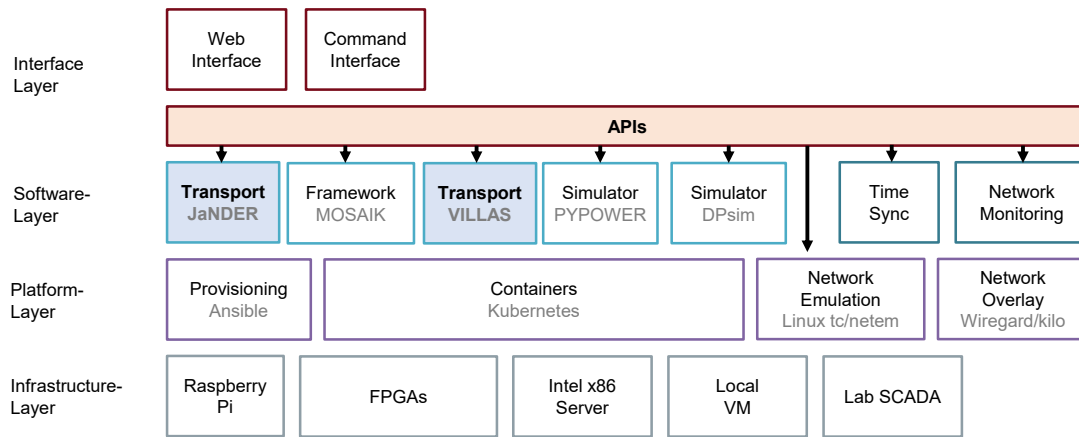 Interface
Layer
Web
Interface
Command
Interface
APIs
Software-
Layer
Transport
JaNDER
Framework
MOSAIK
Transport
VILLAS
Simulator
PYPOWER
Simulator
DPsim
Time
Sync
Network
Monitoring
Platform-
Layer
Provisioning
Ansible
Containers
Kubernetes
Network
Emulation
Linux tc/netem
Network
Overlay
Wiregard/kilo
Infrastructure-
Layer
Raspberry
Pi
FPGAs
Intel x86
Server
Local
VM
Lab SCADA